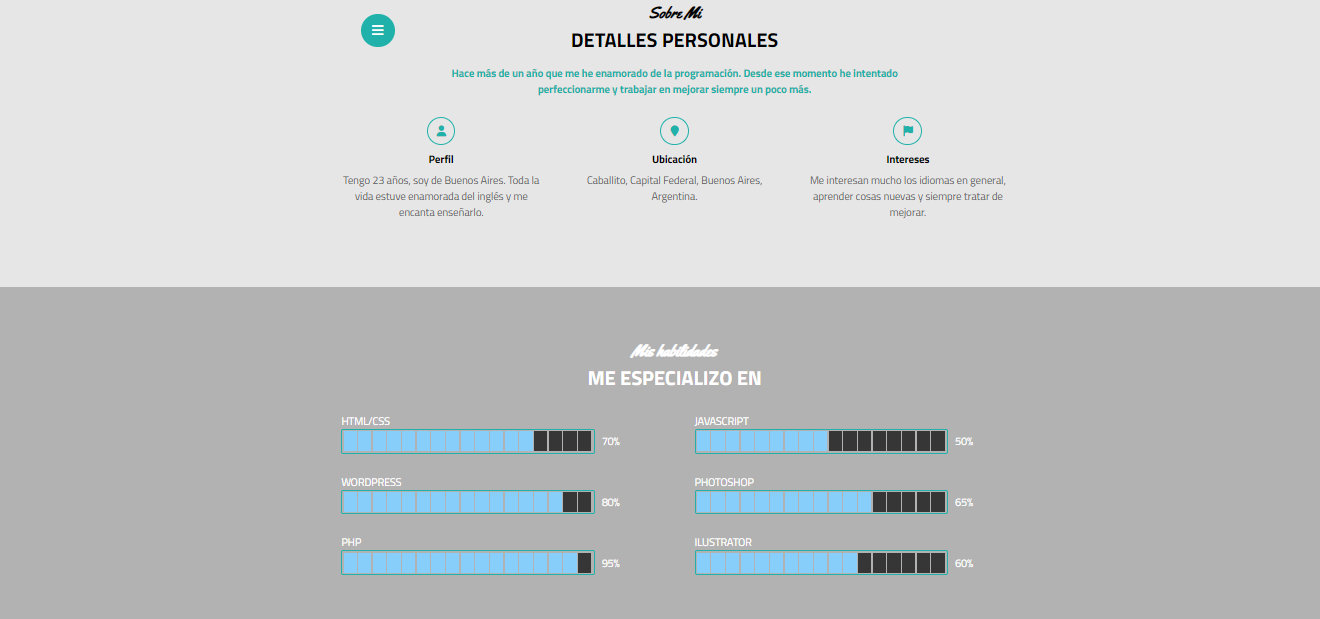 Sobre Mi
DETALLES PERSONALES
Hace más de un año que me he enamorado de la programación. Desde ese momento he intentado
perfeccionarme y trabajar en mejorar siempre un poco más.
Perfil
Tengo 23 años, soy de Buenos Aires. Toda la
vida estuve enamorada del inglés y me
encanta enseñarlo.
Ubicación
Caballito, Capital Federal, Buenos Aires,
Argentina.
Intereses
Me interesan mucho los idiomas en general,
aprender cosas nuevas y siempre tratar de
mejorar.
Mis habilidades
ME ESPECIALIZO EN
HTML/CSS
70%
JAVASCRIPT
50%
WORDPRESS
80%
PHOTOSHOP
65%
PHP
95%
ILUSTRATOR
60%